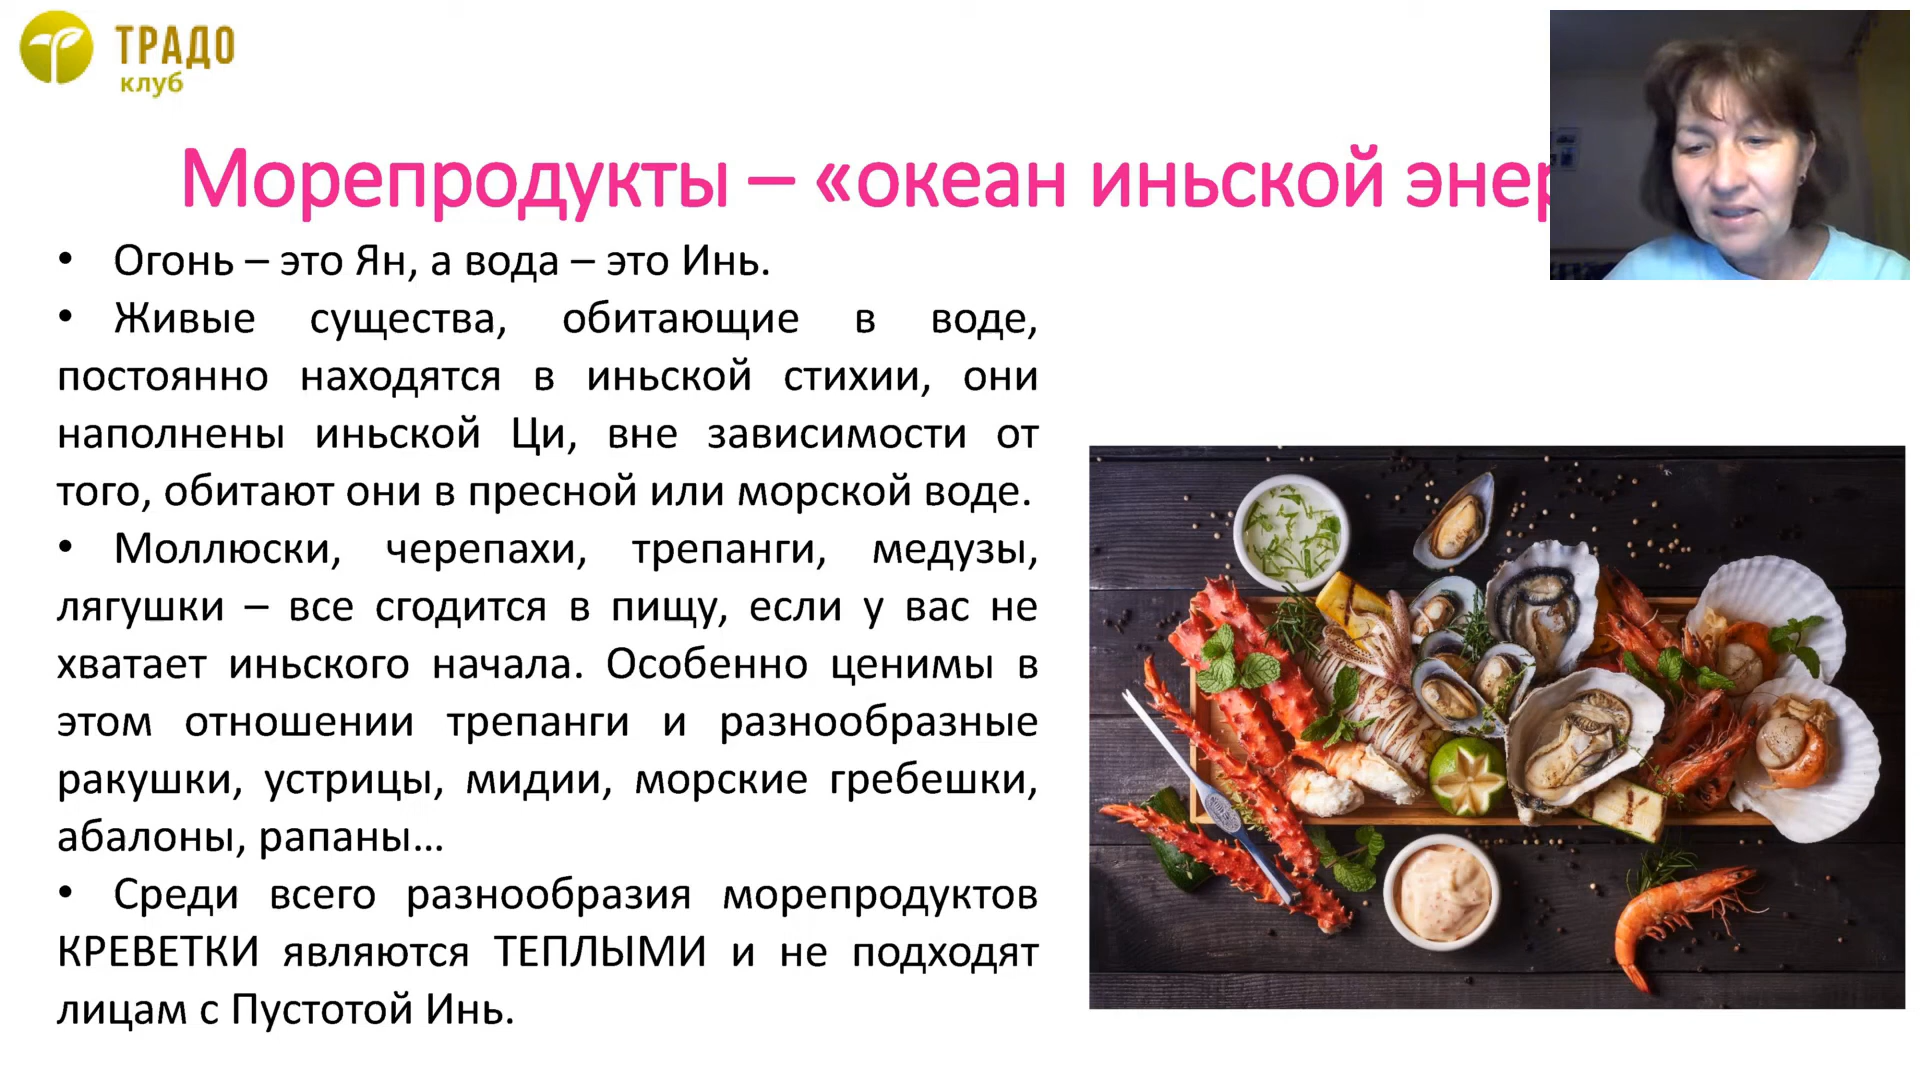 ТРАДО
клуб
Морепродукты – «океан иньской
• Огонь – это Ян, а вода – это Инь.
• Живые существа, обитающие в воде,
постоянно находятся в иньской стихии, они
наполнены иньской Ци, вне зависимости от
того, обитают они в пресной или морской воде.
• Моллюски, черепахи, трепанги, медузы,
лягушки – все сгодится в пищу, если у вас не
хватает иньского начала. Особенно ценимы в
этом отношении трепанги и разнообразные
ракушки, устрицы, мидии, морские гребешки,
абалоны, рапаны...
• Среди всего разнообразия морепродуктов
КРЕВЕТКИ являются ТЕПЛЫМИ и не подходят
лицам с Пустотой Инь.